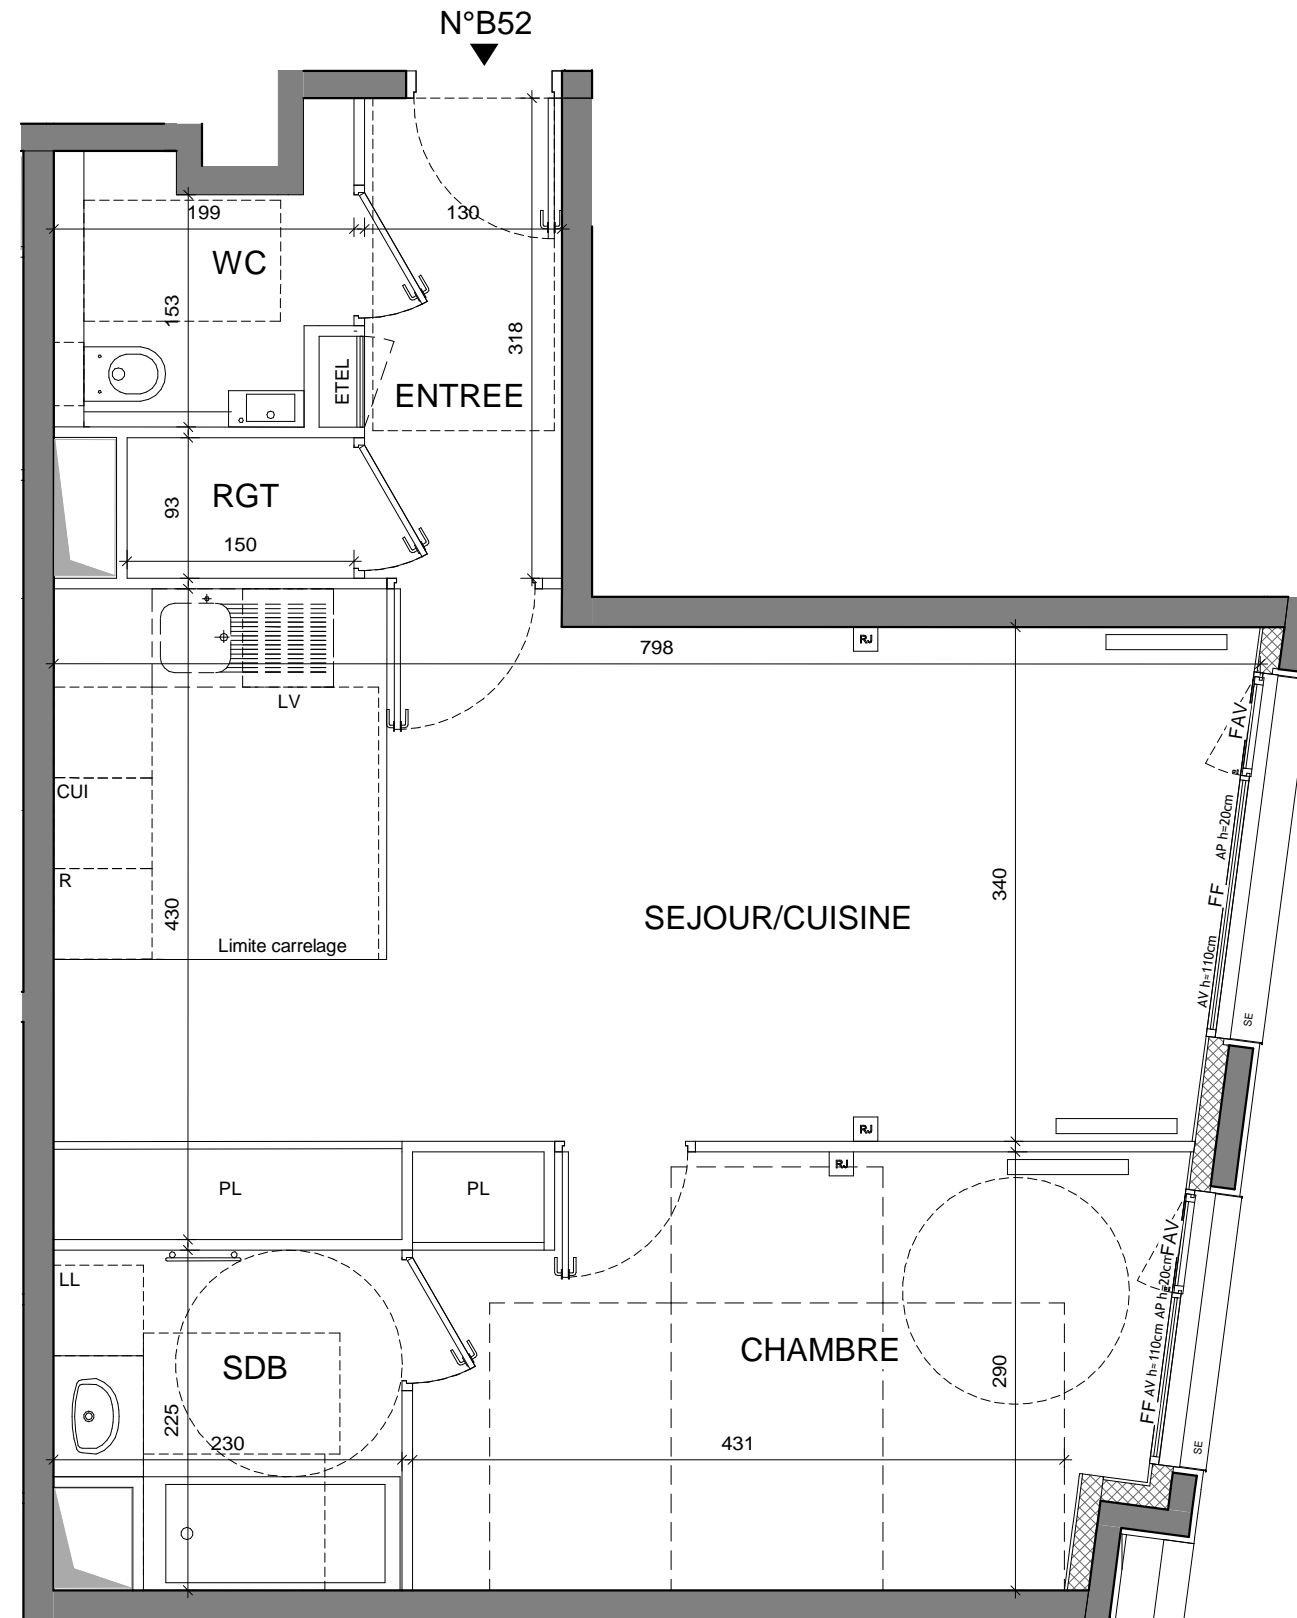 N°B52
199
130
WC
153
318
ETEL
ENTREE
RGT
93
150
798
RJ
LV
FAV
CUI
AP h=20cm
R
FF
430
340
SEJOUR/CUISINE
Limite carrelage
AV h=110cm
SE
RJ
RJ
PL
PL
FAV
LL
AP h=20cm
CHAMBRE
SDB
AV h=110cm
290
FF
225
230
431
SE